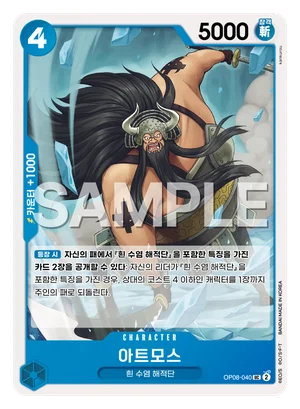 4
5000
참격
斬
카운터 +1000
SAMPLE
등장 시 자신의 패에서 『흰 수염 해적단』을 포함한 특징을 가진
카드 2장을 공개할 수 있다: 자신의 리더가 『흰 수염 해적단』을
포함한 특징을 가진 경우, 상대의 코스트 4 이하인 캐릭터를 1장까지
주인의 패로 되돌린다.
CHARACTER
아트모스
흰 수염 해적단
OP08-040 UC 2
BANDAI MADE IN KOREA
©EO/S ©O/S·F·T